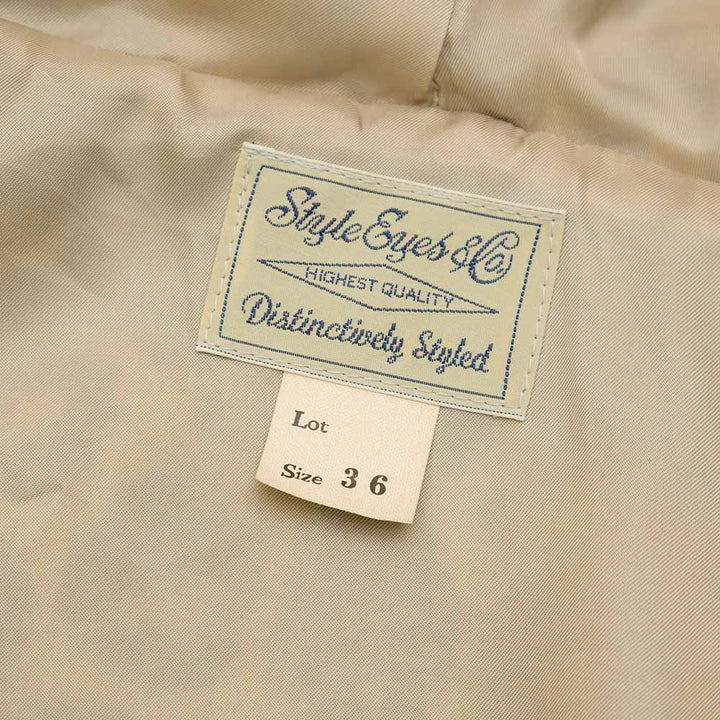 Style Eyes & Co,
HIGHEST QUALITY
Distinctively Styled
Lot
Size 36